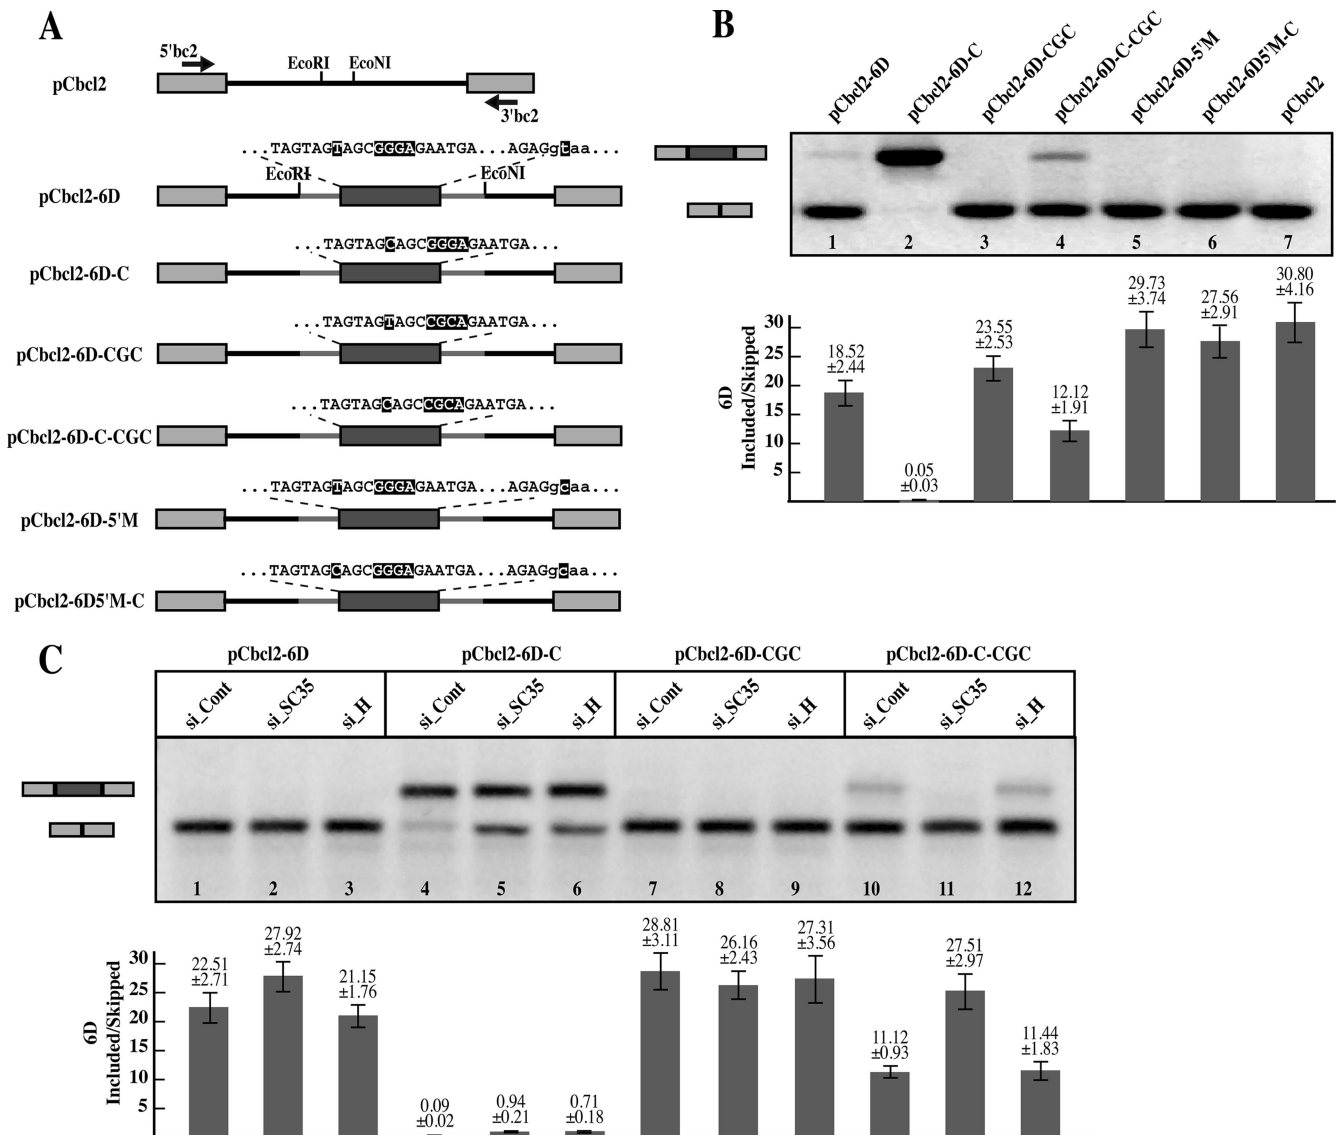 A
5'bc2
EcoRI EcoNI
pCbcl2
3'bc2
...TAGTAGTAGCGGGAGAATGA...AGAGgtaa...
EcoRI EcoNI
pCbcl2-6D
...TAGTAGCAGCGGGAGAATGA...
pCbcl2-6D-C
...TAGTAGTAGCCGCAGAATGA...
pCbcl2-6D-CGC
...TAGTAGCAGCCGCAGAATGA...
pCbcl2-6D-C-CGC
...TAGTAGTAGCGGGAGAATGA...AGAGgcaa...
pCbcl2-6D-5'M
...TAGTAGCAGCGGGAGAATGA...AGAGgcaa...
pCbcl2-6D5'M-C
B
pCbcl2-6D
pCbcl2-6D-C
pCbcl2-6D-CGC
pCbcl2-6D-C-CGC
pCbcl2-6D-5'M
pCbcl2-6D5'M-C
pCbcl2
1 2 3 4 5 6 7
6D
Included/Skipped
30
25
20
15
10
5
18.52
±2.44
0.05
±0.03
23.55
±2.53
12.12
±1.91
29.73
±3.74
27.56
±2.91
30.80
±4.16
C
pCbcl2-6D pCbcl2-6D-C pCbcl2-6D-CGC pCbcl2-6D-C-CGC
si_Cont si_SC35 si_H si_Cont si_SC35 si_H si_Cont si_SC35 si_H si_Cont si_SC35 si_H
1 2 3 4 5 6 7 8 9 10 11 12
6D
Included/Skipped
30
25
20
15
10
5
22.51
±2.71
27.92
±2.74
21.15
±1.76
0.09
±0.02
0.94
±0.21
0.71
±0.18
28.81
±3.11
26.16
±2.43
27.31
±3.56
11.12
±0.93
27.51
±2.97
11.44
±1.83